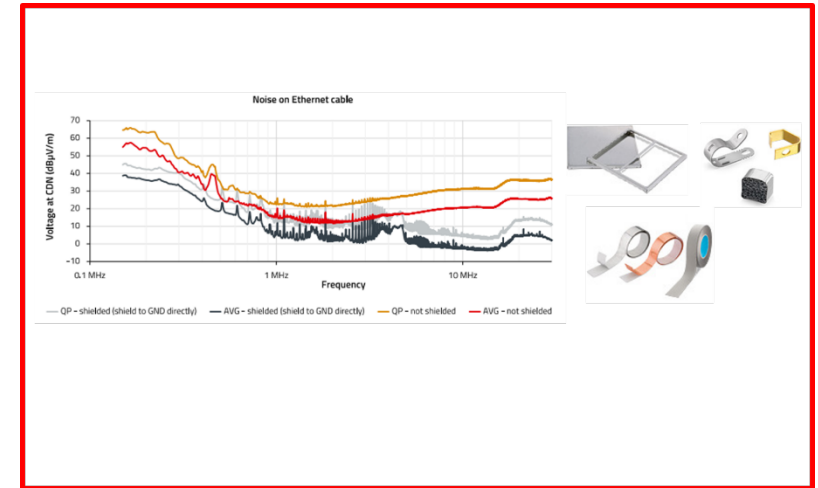 Noise on Ethernet cable
Voltage at CDN (dBµV/m)
70
60
50
40
30
20
10
0
-10
0.1 MHz
1 MHz
10 MHz
Frequency
QP - shielded (shield to GND directly)
AVG - shielded (shield to GND directly)
QP - not shielded
AVG - not shielded